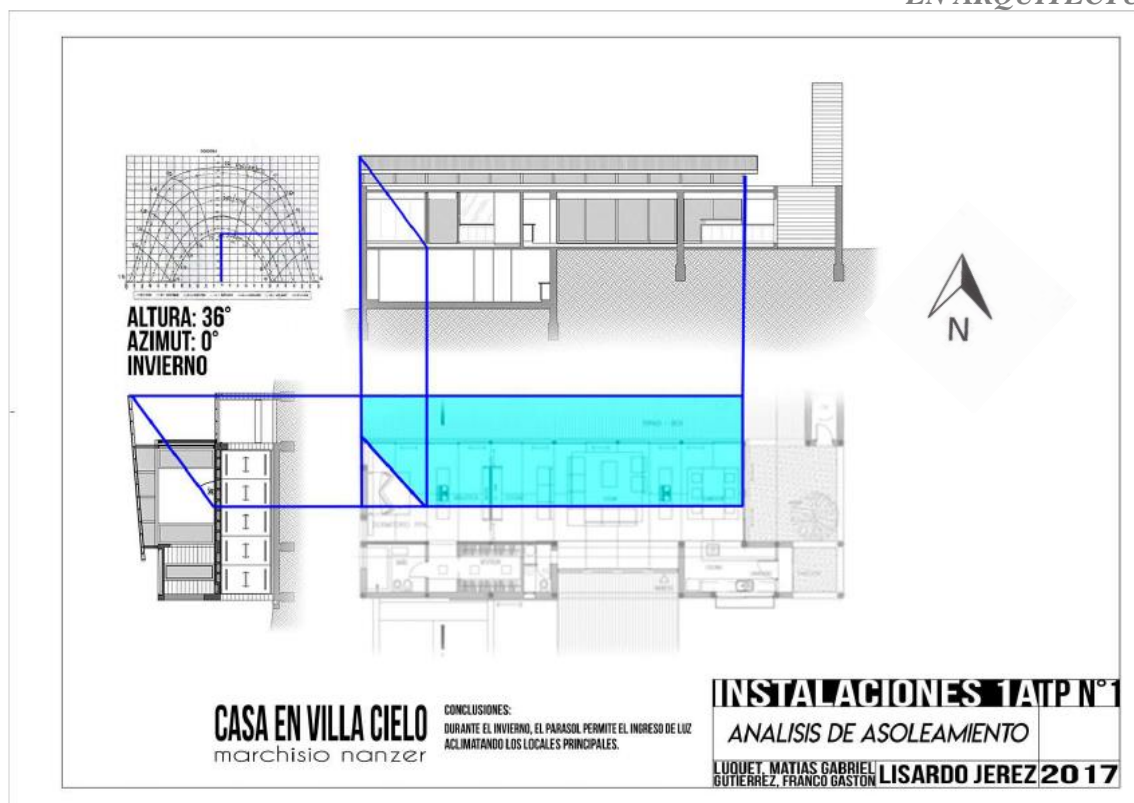 EN ARQUITECTU
ALTURA: 36°
AZIMUT: 0°
INVIERNO
N
CASA EN VILLA CIELO
marchisio nanzer
CONCLUSIONES:
DURANTE EL INVIERNO, EL PARASOL PERMITE EL INGRESO DE LUZ
ACLIMATANDO LOS LOCALES PRINCIPALES.
INSTALACIONES 1A TP N°1
ANALISIS DE ASOLEAMIENTO
LUQUET, MATIAS GABRIEL
GUTIERREZ, FRANCO GASTON
LISARDO JEREZ
2017